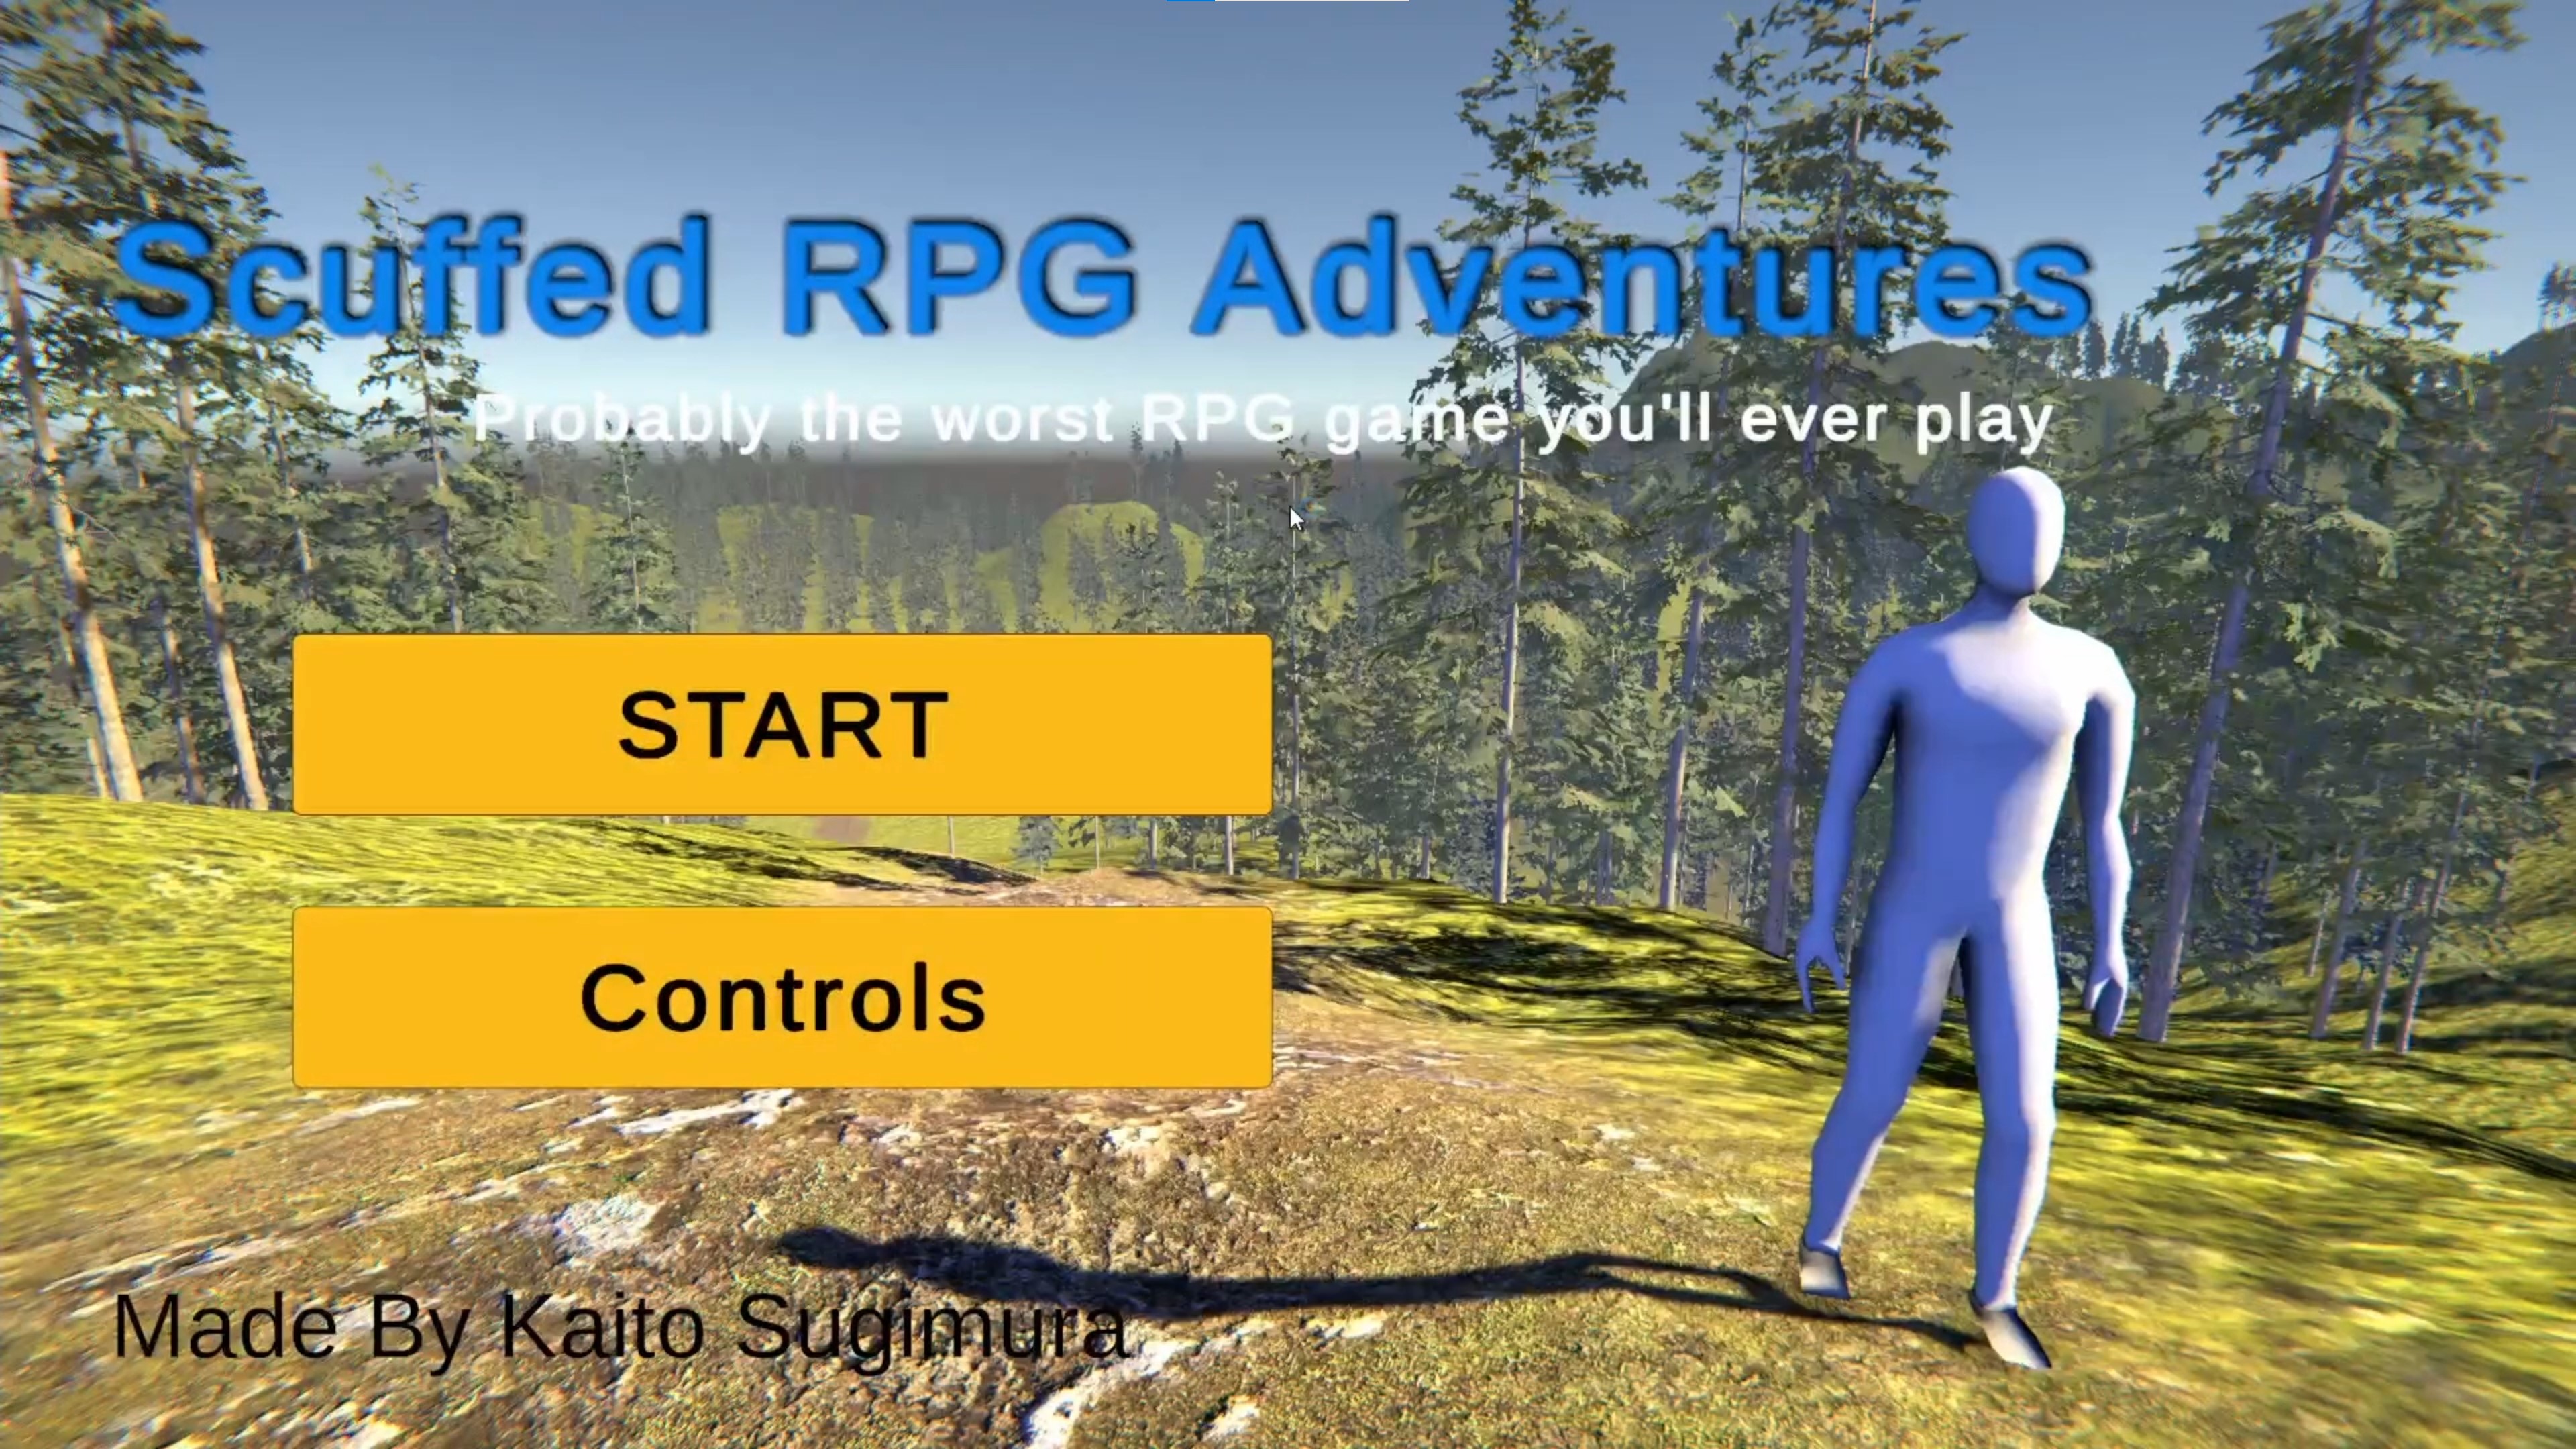 Scuffed RPG Adventures
Probably the worst RPG game you'll ever play
START
Controls
Made By Kaito Sugimura